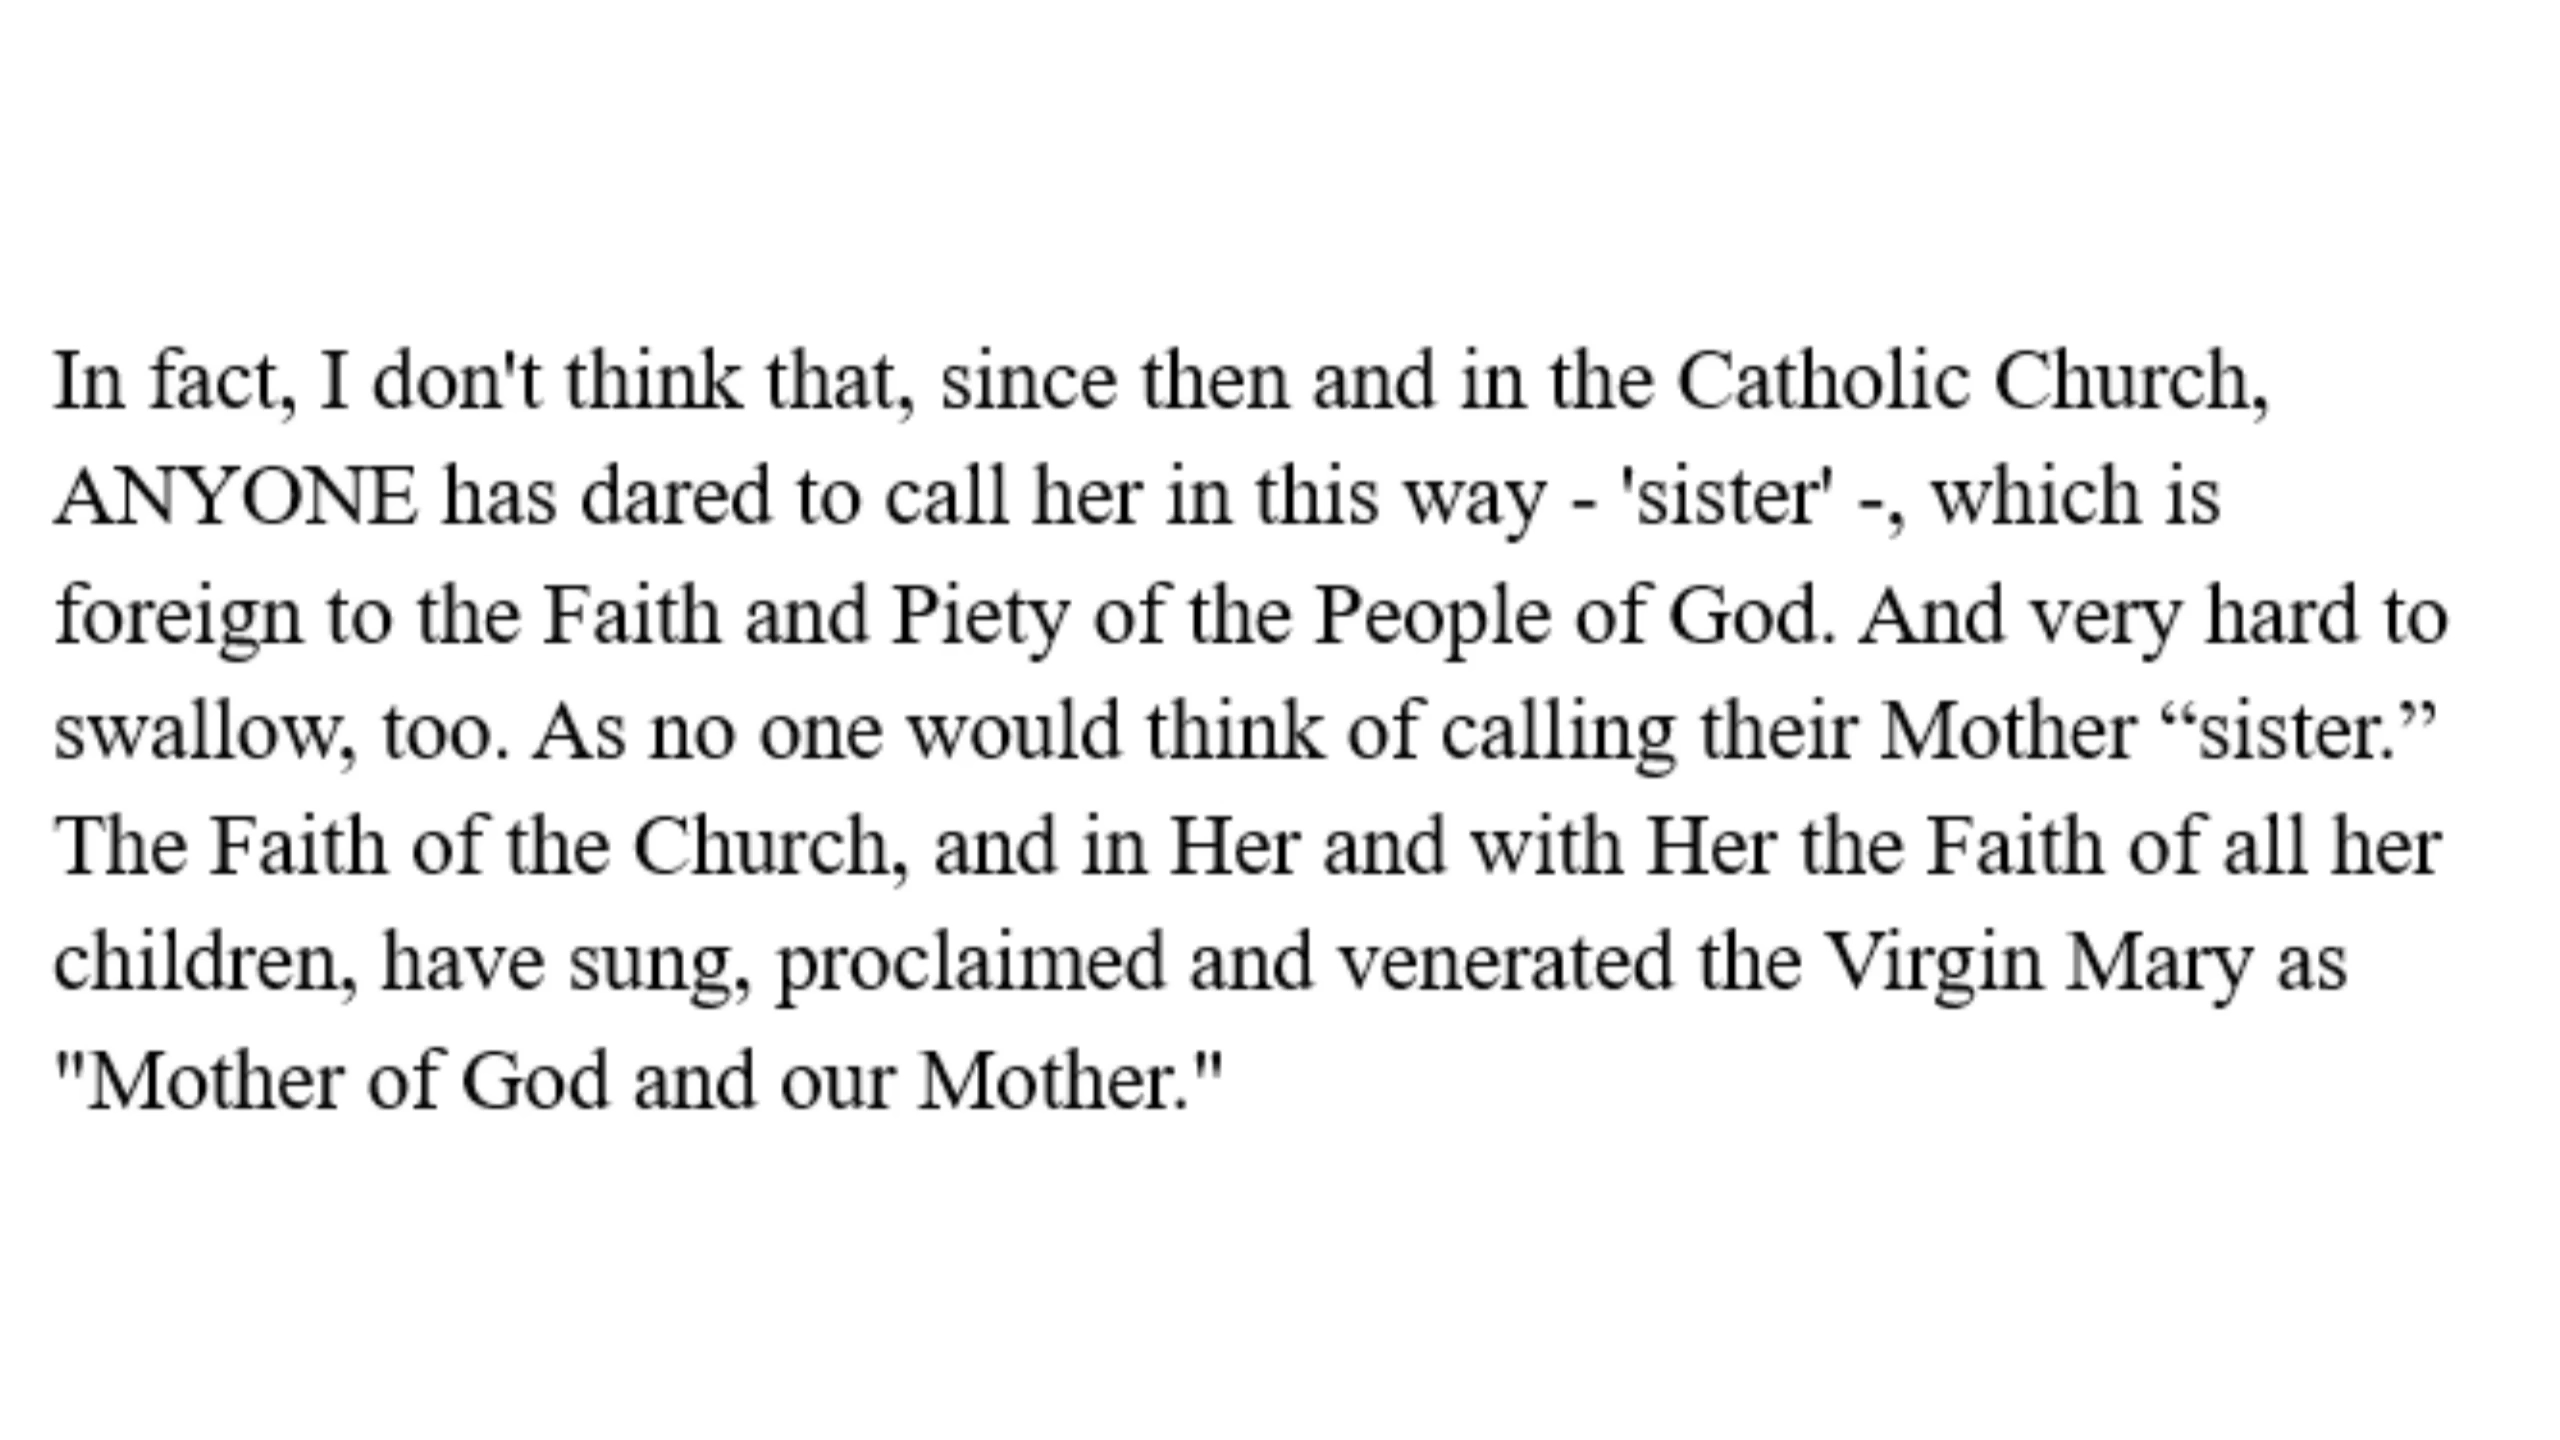 In fact, I don't think that, since then and in the Catholic Church,
ANYONE has dared to call her in this way - 'sister' -, which is
foreign to the Faith and Piety of the People of God. And very hard to
swallow, too. As no one would think of calling their Mother “sister.”
The Faith of the Church, and in Her and with Her the Faith of all her
children, have sung, proclaimed and venerated the Virgin Mary as
"Mother of God and our Mother."